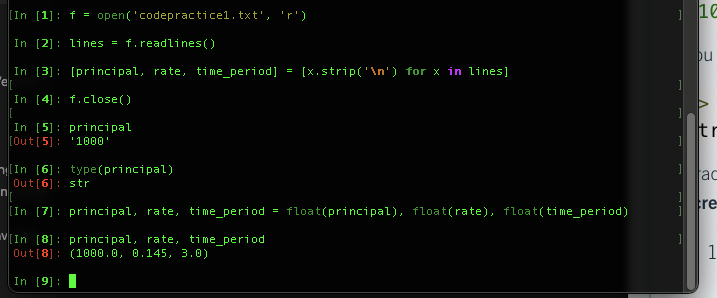 In [1]: f = open('codepractice1.txt', 'r')
In [2]: lines = f.readlines()
In [3]: [principal, rate, time_period] = [x.strip('\n') for x in lines]
In [4]: f.close()
In [5]: principal
Out[5]: '1000'
In [6]: type(principal)
Out[6]: str
In [7]: principal, rate, time_period = float(principal), float(rate), float(time_period)
In [8]: principal, rate, time_period
Out[8]: (1000.0, 0.145, 3.0)
In [9]: